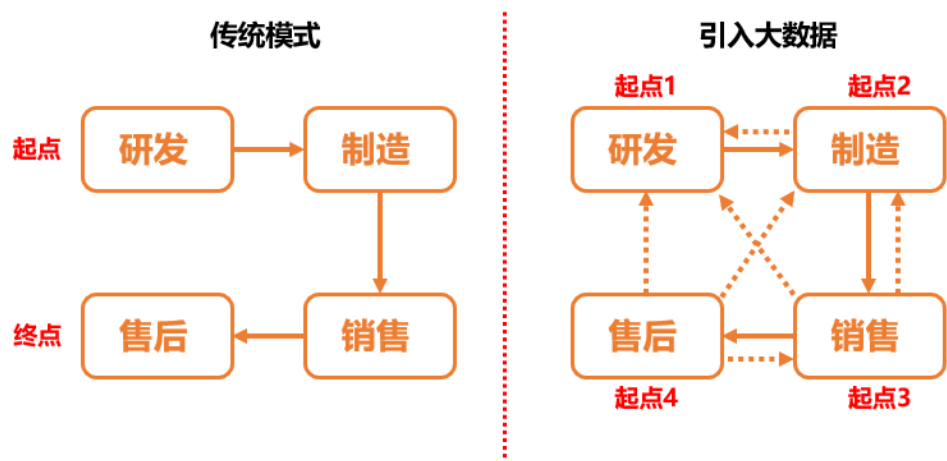 传统模式
起点
研发
制造
终点
售后
销售
引入大数据
起点1
起点2
研发
制造
售后
销售
起点4
起点3